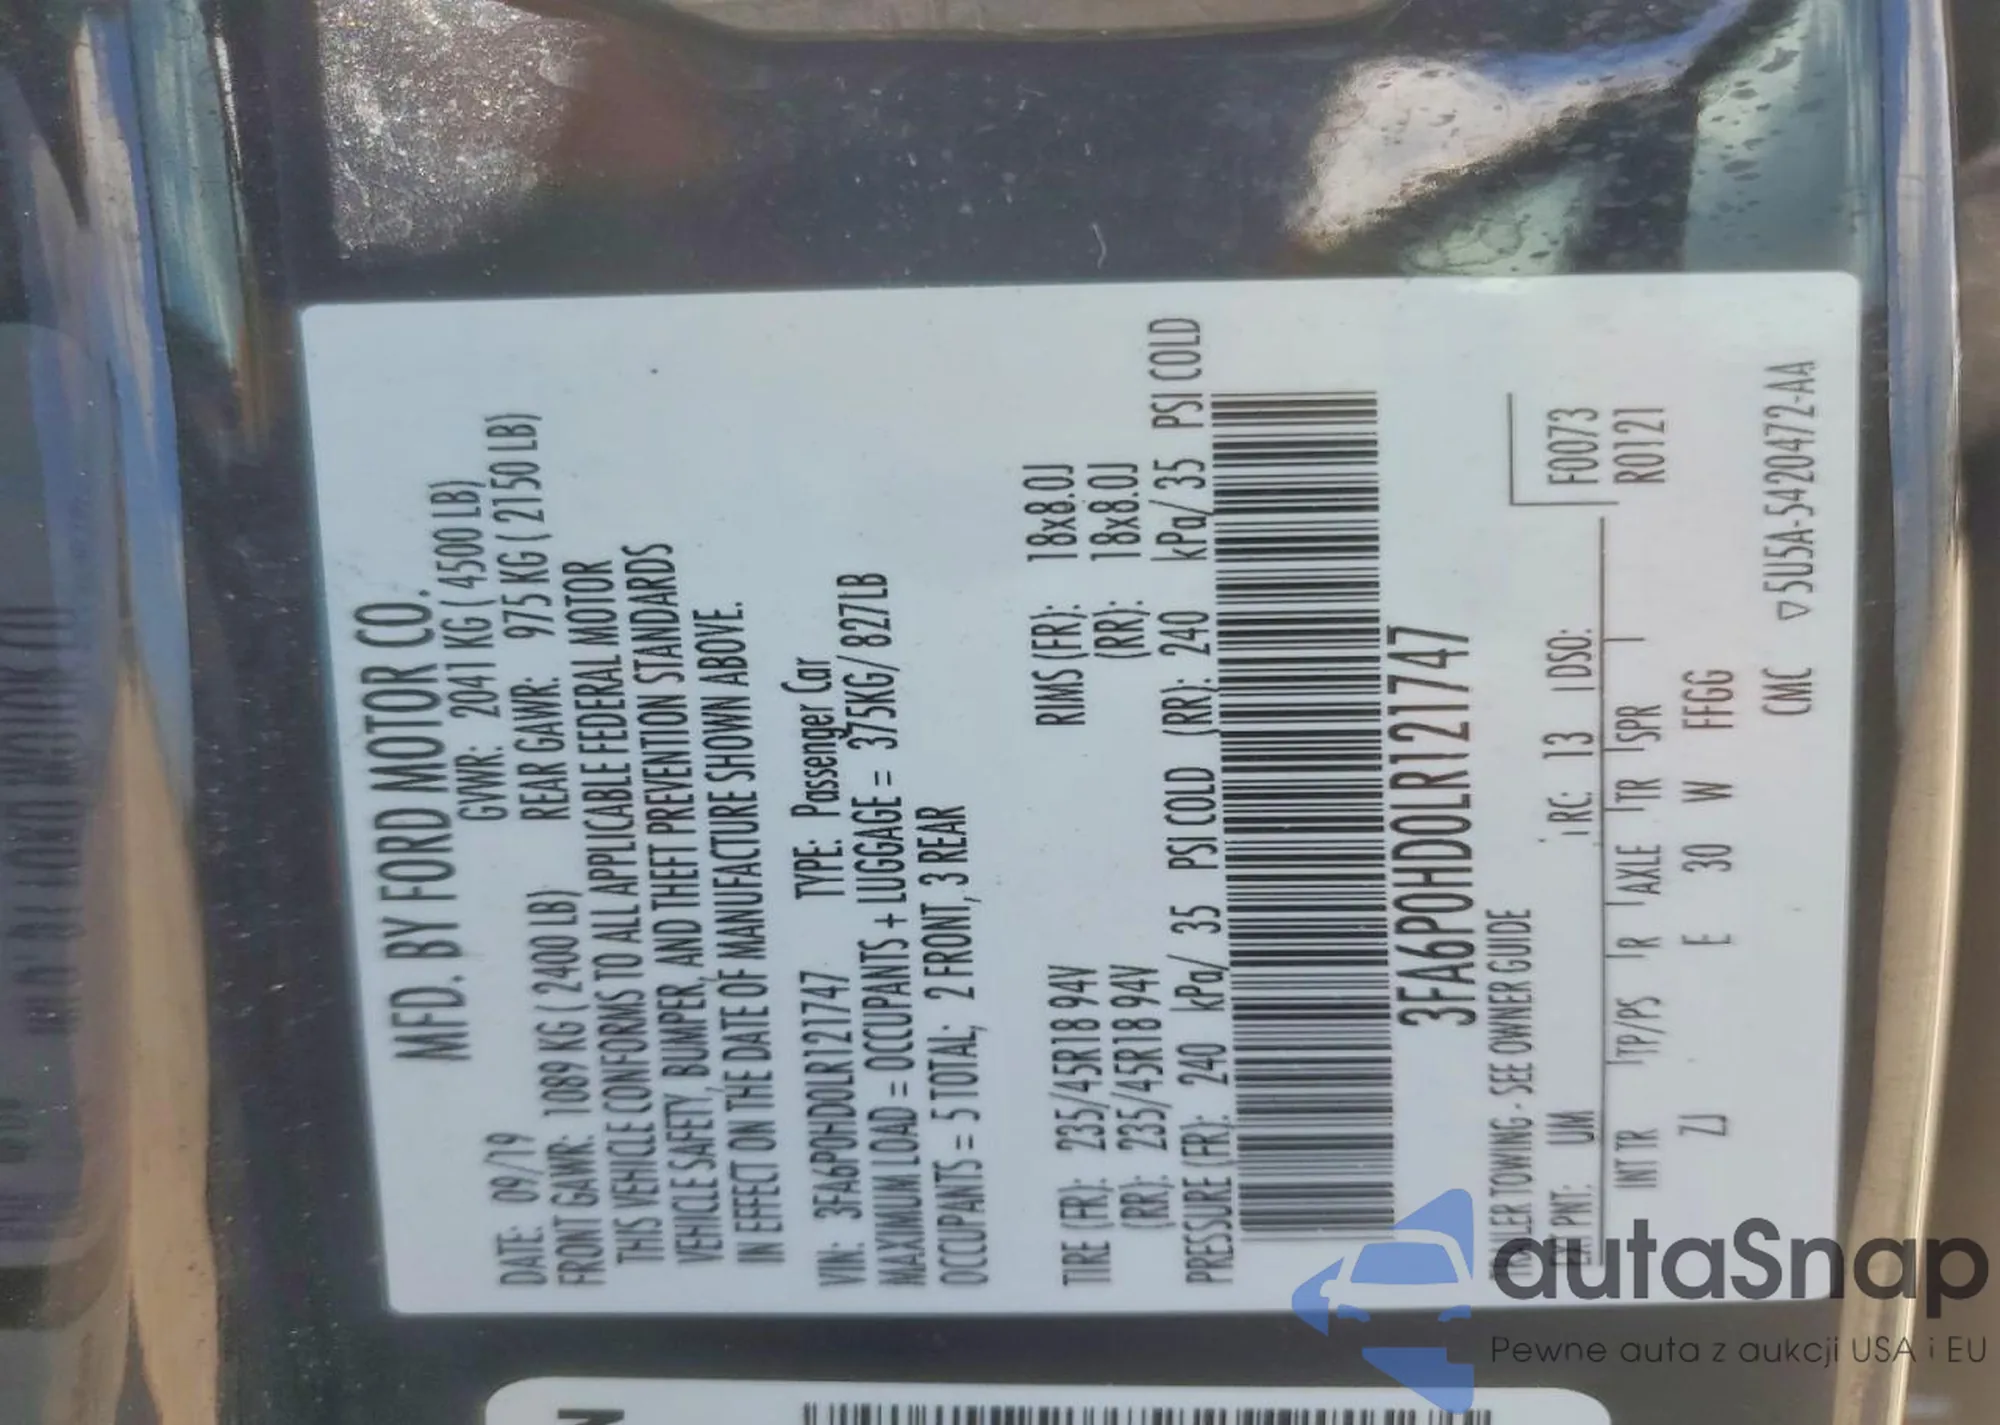 MFD. BY FORD MOTOR CO.
DATE: 09/19 GVWR: 2041 KG ( 4500 LB)
FRONT GAWR: 1089 KG ( 2400 LB) REAR GAWR: 975 KG ( 2150 LB)
THIS VEHICLE CONFORMS TO ALL APPLICABLE FEDERAL MOTOR
VEHICLE SAFETY, BUMPER, AND THEFT PREVENTION STANDARDS
IN EFFECT ON THE DATE OF MANUFACTURE SHOWN ABOVE.
VIN: 3FA6P0HD0LR121747 TYPE: Passenger Car
MAXIMUM LOAD = OCCUPANTS + LUGGAGE = 375KG/ 827LB
OCCUPANTS = 5 TOTAL; 2 FRONT, 3 REAR
TIRE (FR): 235/45R18 94V RIMS (FR): 18x8.0J
(RR): 235/45R18 94V (RR): 18x8.0J
PRESSURE (FR): 240 kPa/ 35 PSI COLD (RR): 240 kPa/ 35 PSI COLD
3FA6P0HD0LR121747
TRAILER TOWING - SEE OWNER GUIDE
EXT PNT: UM RC: 13 DSO: F0073
R0121
INT TR TP/PS R AXLE TR SPR
ZJ E 30 W FFGG
CMC ▽5U5A-5420472-AA
autaSnap
Pewne auta z aukcji USA i EU
N